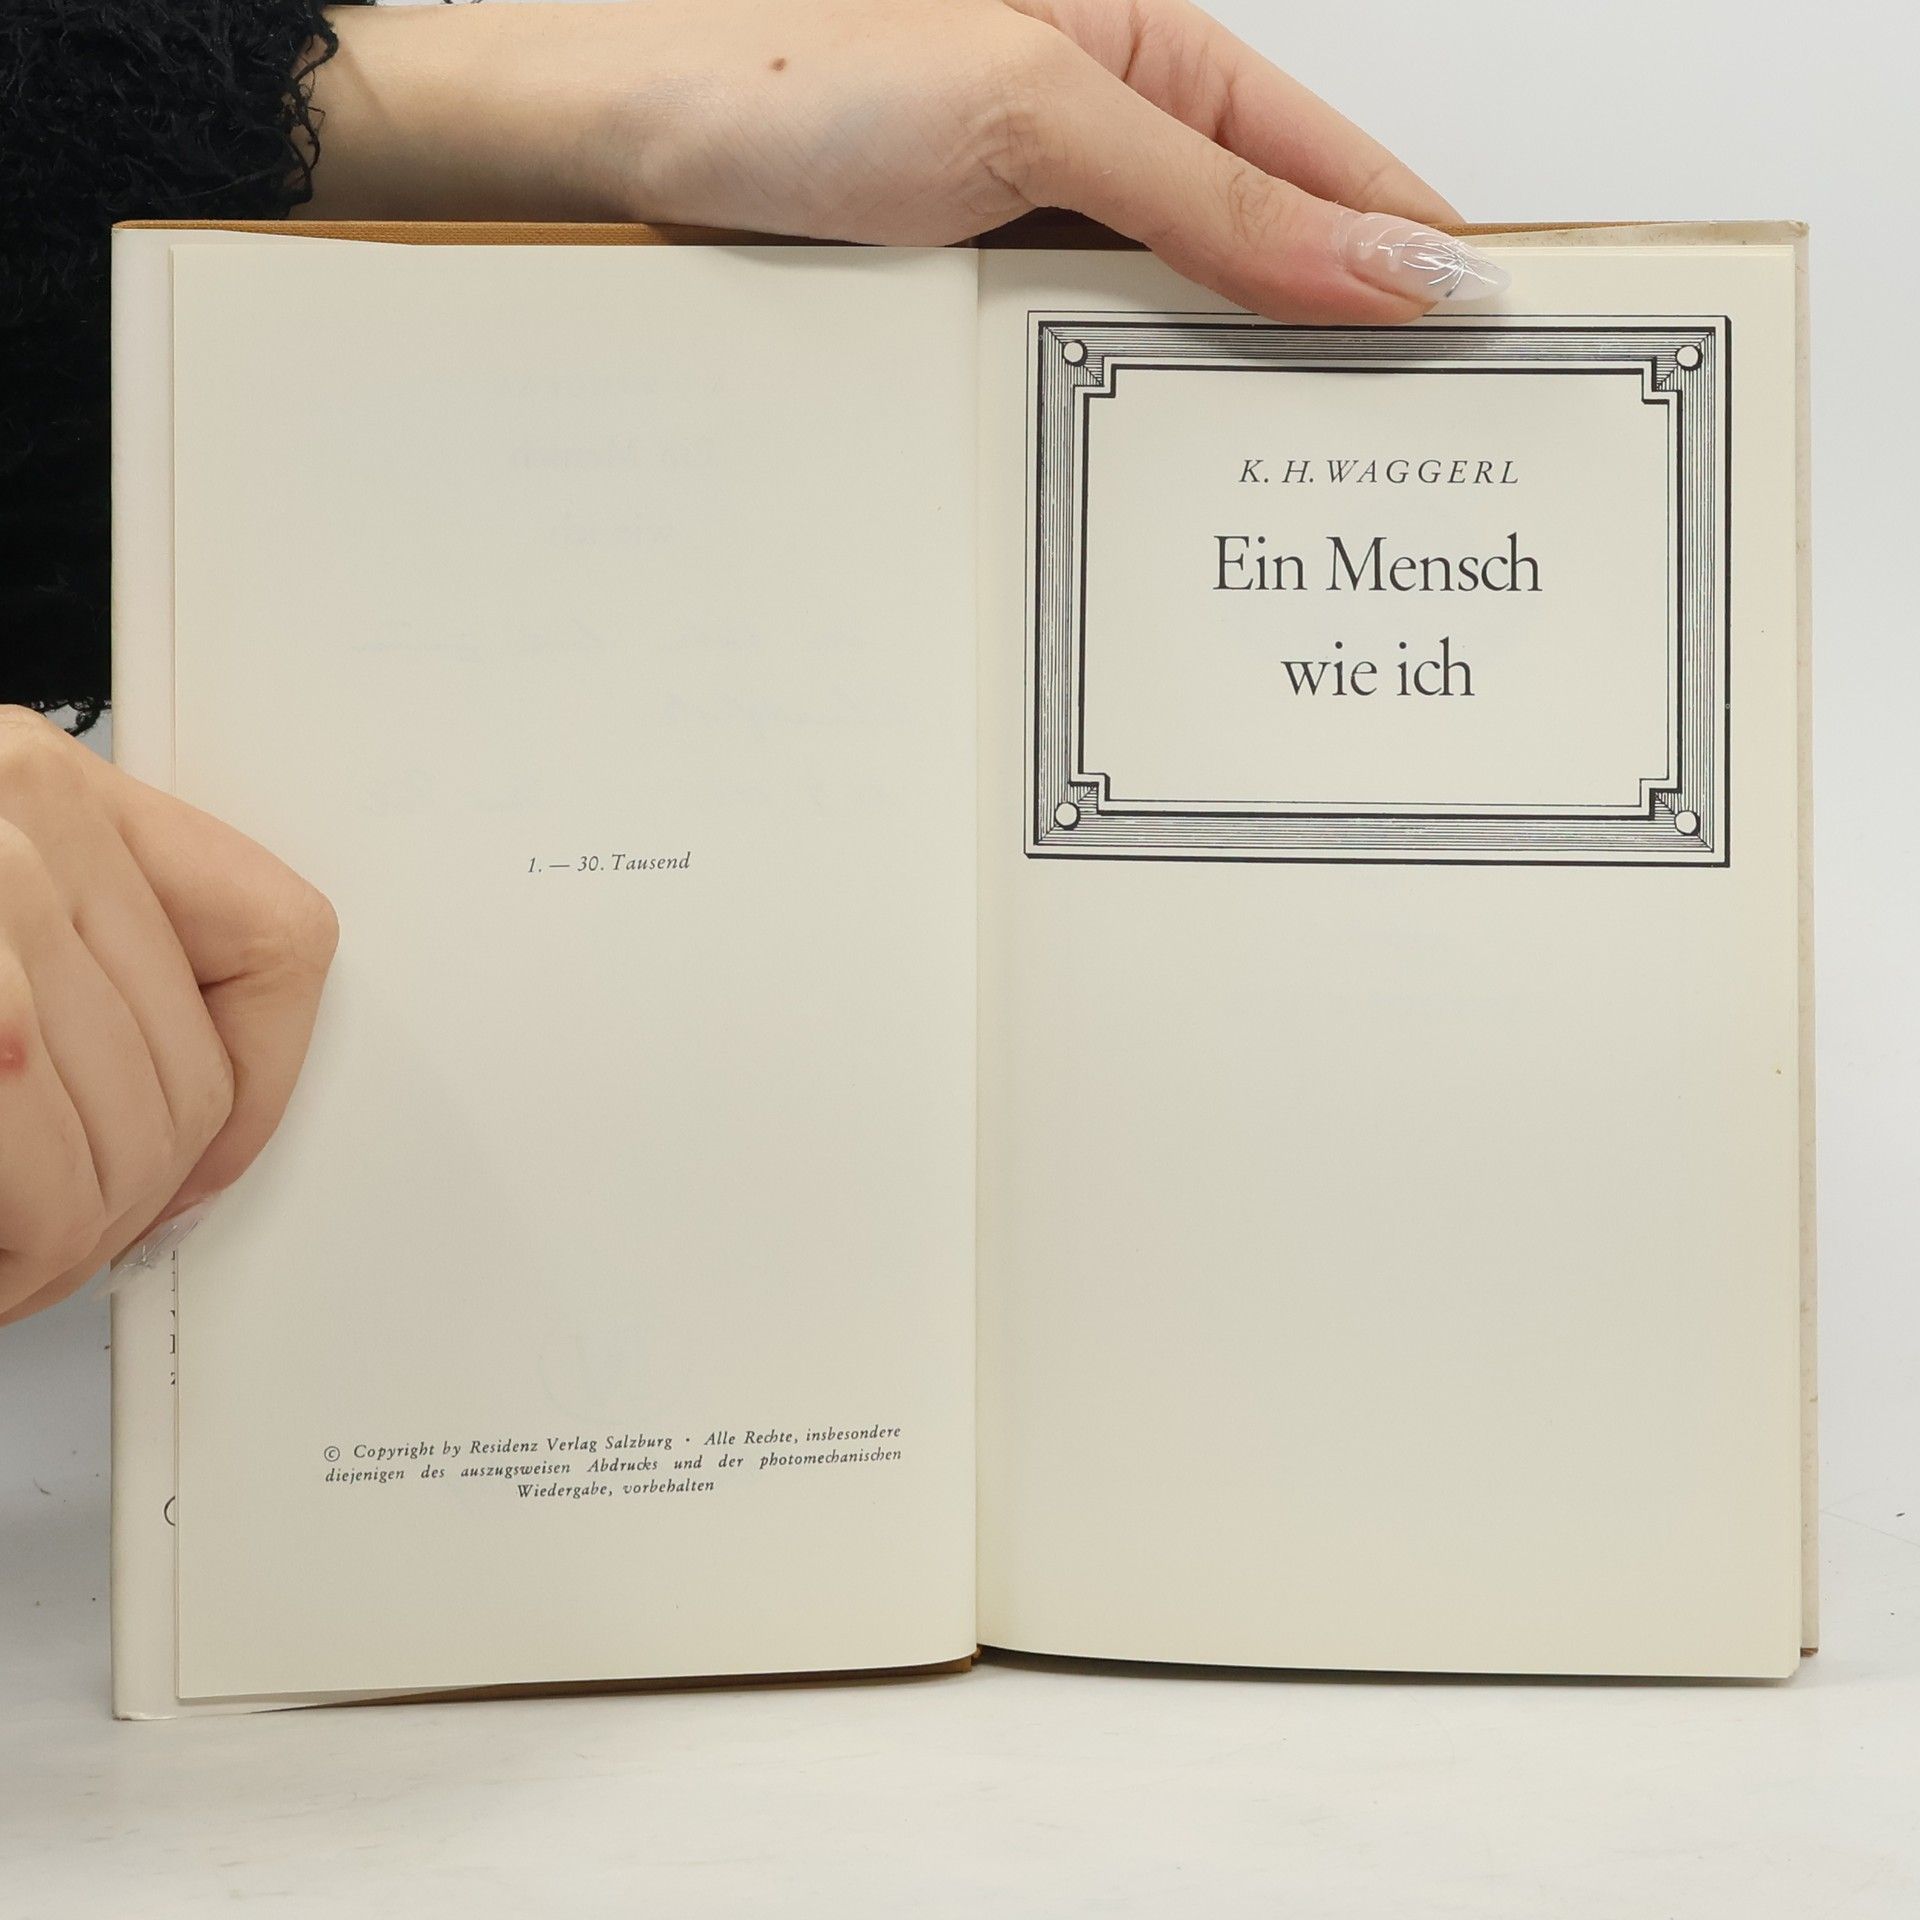 1. — 30. Tausend
© Copyright by Residenz Verlag Salzburg · Alle Rechte, insbesondere
diejenigen des auszugsweisen Abdrucks und der photomechanischen
Wiedergabe, vorbehalten
K. H. WAGGERL
Ein Mensch
wie ich